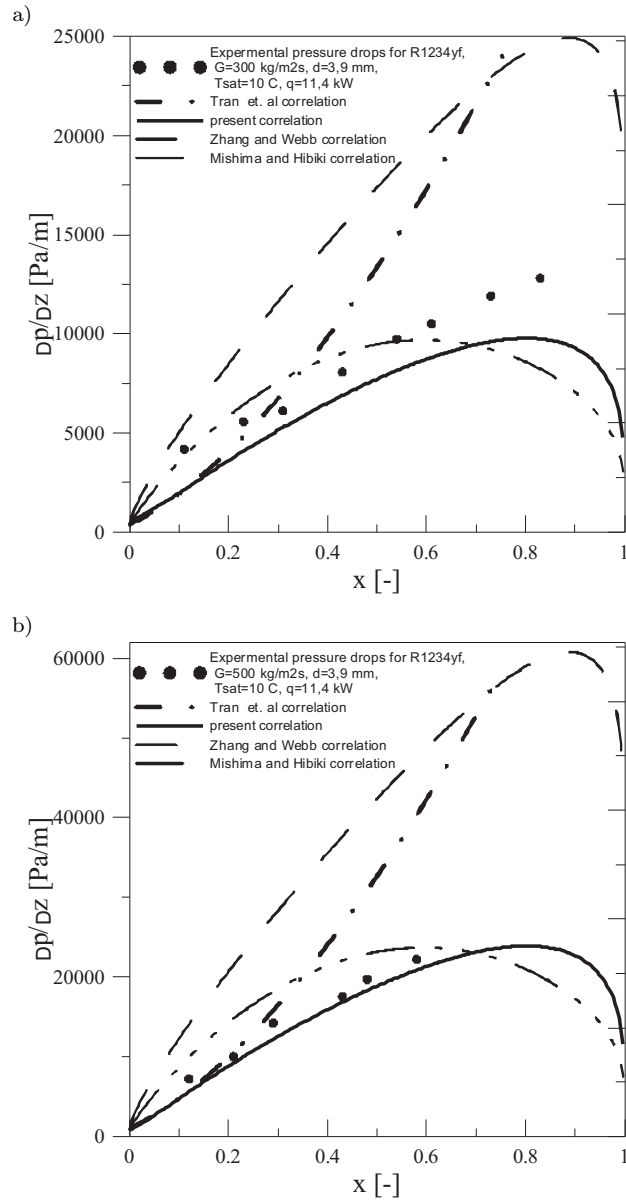 a)
25000
20000
15000
10000
5000
0
Dp/Dz [Pa/m]
Expermental pressure drops for R1234yf,
G=300 kg/m2s, d=3,9 mm,
Tsat=10 C, q=11,4 kW
Tran et. al correlation
present correlation
Zhang and Webb correlation
Mishima and Hibiki correlation
0 0.2 0.4 0.6 0.8 1
x [-]
b)
60000
40000
20000
0
Dp/Dz [Pa/m]
Expermental pressure drops for R1234yf,
G=500 kg/m2s, d=3,9 mm,
Tsat=10 C, q=11,4 kW
Tran et. al correlation
present correlation
Zhang and Webb correlation
Mishima and Hibiki correlation
0 0.2 0.4 0.6 0.8 1
x [-]